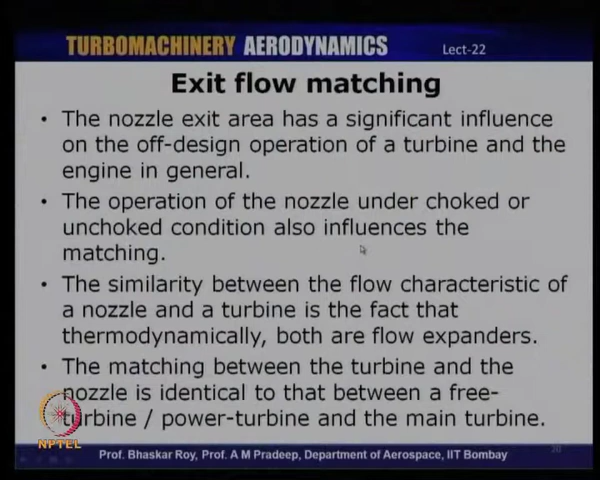 TURBOMACHINERY AERODYNAMICS
Lect-22
Exit flow matching
• The nozzle exit area has a significant influence
on the off-design operation of a turbine and the
engine in general.
• The operation of the nozzle under choked or
unchoked condition also influences the
matching.
• The similarity between the flow characteristic of
a nozzle and a turbine is the fact that
thermodynamically, both are flow expanders.
• The matching between the turbine and the
nozzle is identical to that between a free-
turbine / power-turbine and the main turbine.
NPTEL
Prof. Bhaskar Roy, Prof. A M Pradeep, Department of Aerospace, IIT Bombay
20